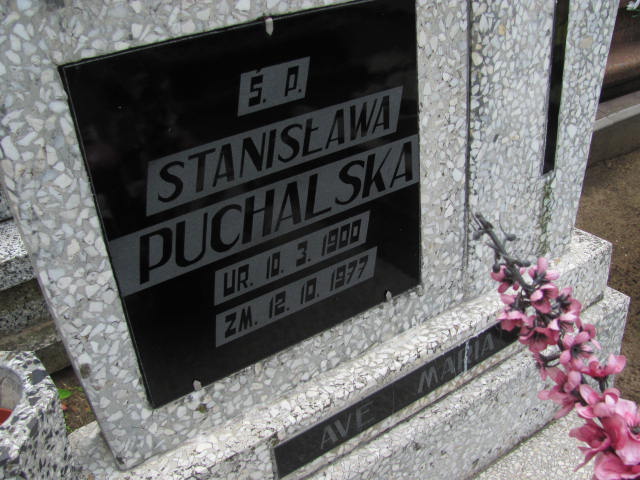 Ś. P.
STANISŁAWA
PUCHALSKA
UR. 10. 3. 1900
ZM. 12. 10. 1977
AVE MARIA